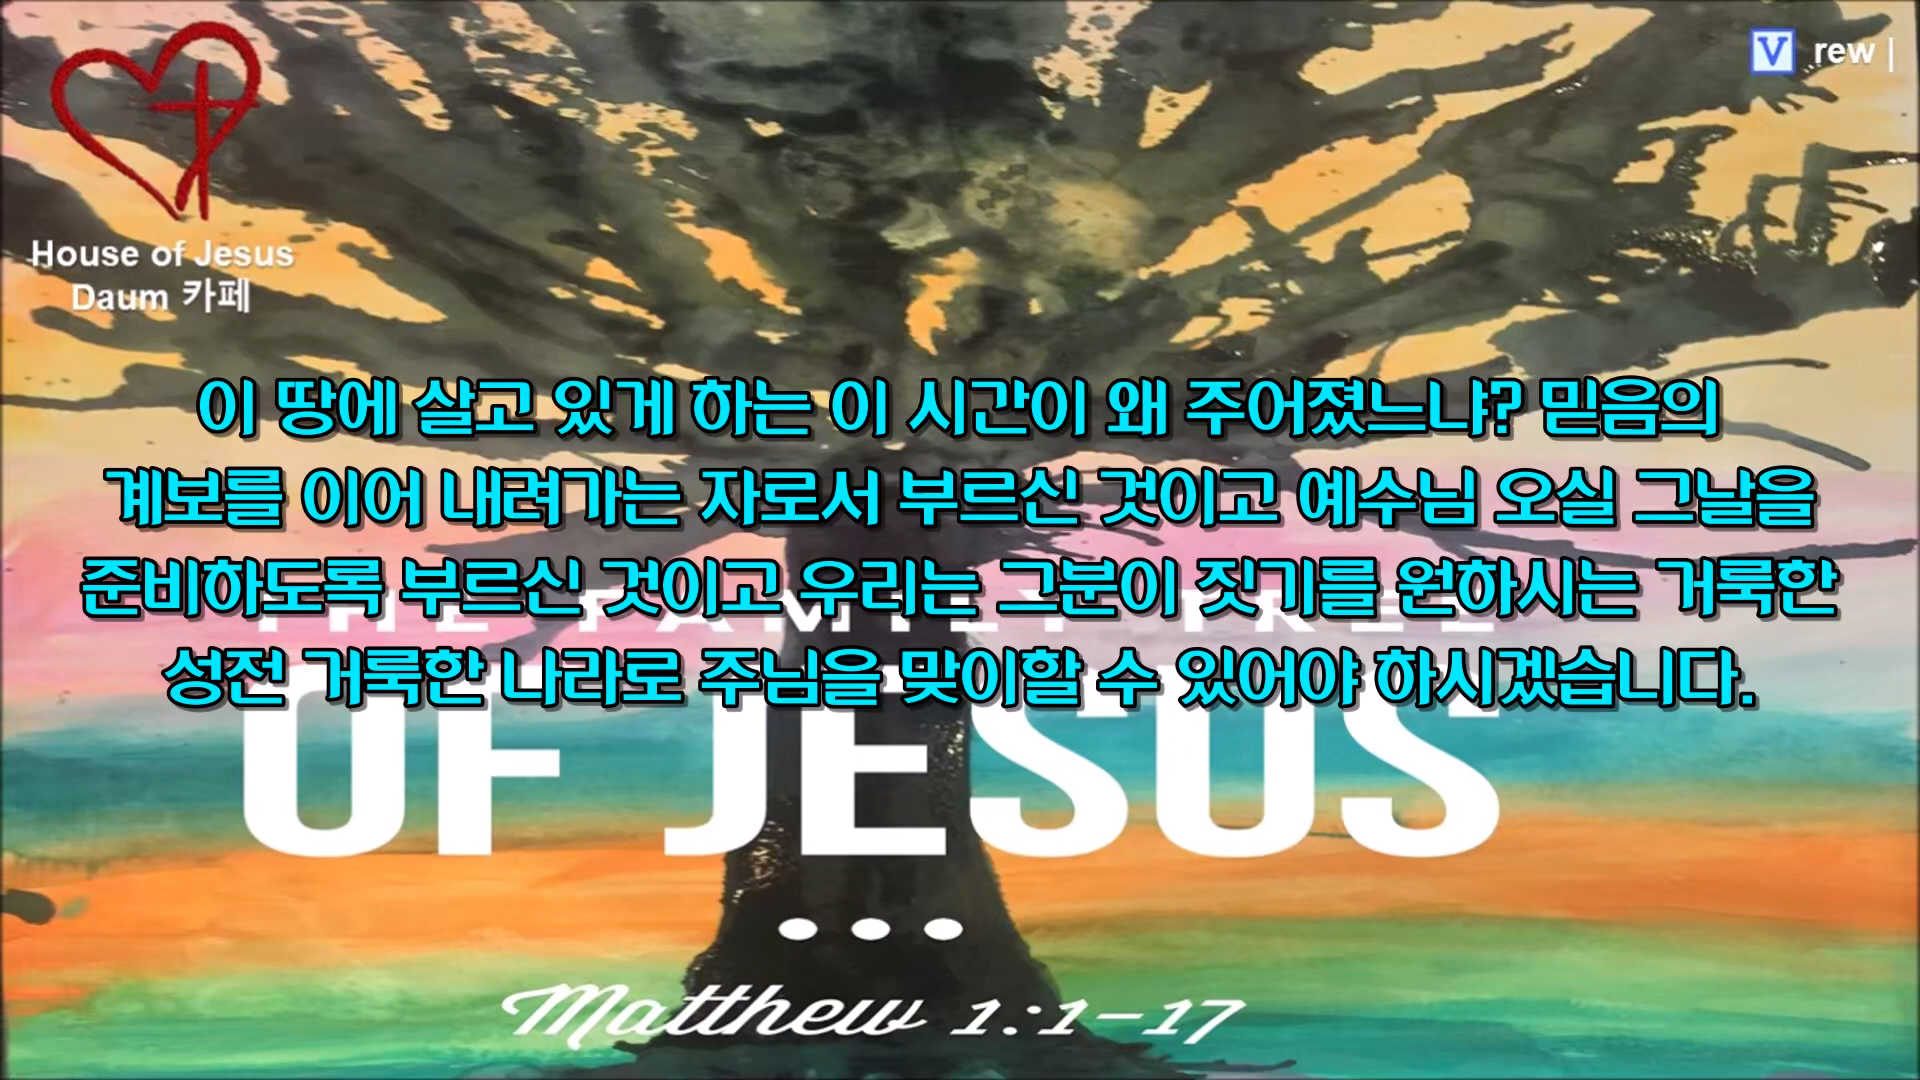 V rew |
House of Jesus
Daum 카페
이 땅에 살고 있게 하는 이 시간이 왜 주어졌느냐? 믿음의
계보를 이어 내려가는 자로서 부르신 것이고 예수님 오실 그날을
준비하도록 부르신 것이고 우리는 그분이 짓기를 원하시는 거룩한
성전 거룩한 나라로 주님을 맞이할 수 있어야 하시겠습니다.
THE FAMILY TREE
OF JESUS
Matthew 1:1-17